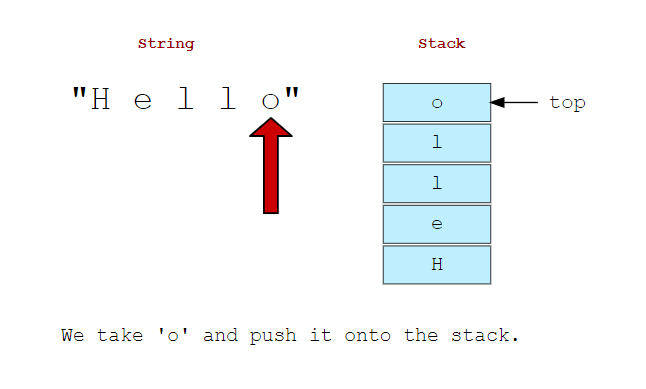 String
Stack
"H e l l o"
o
top
l
l
e
H
We take 'o' and push it onto the stack.